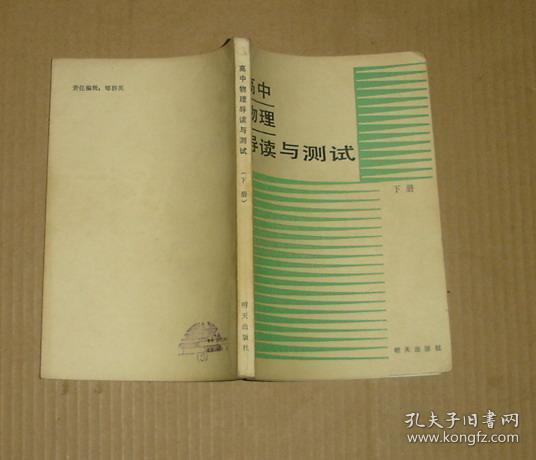 责任编辑：
高中物理导读与测试（下册）
明天出版社
高中
物理
导读与测试
下册
明天出版社
孔夫子旧书网
www.kongfz.com